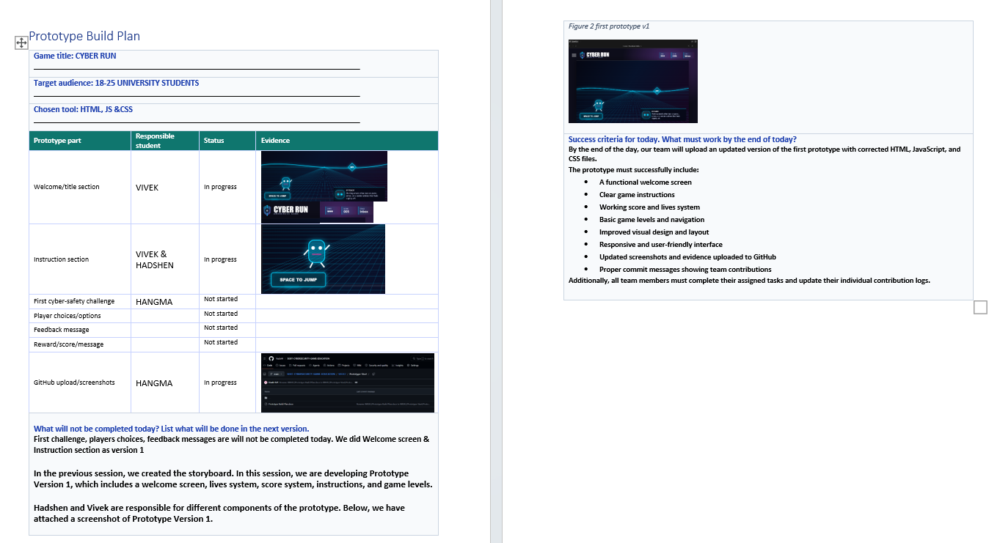 Prototype Build Plan
Game title: CYBER RUN
Target audience: 18-25 UNIVERSITY STUDENTS
Chosen tool: HTML, JS &CSS
Prototype part
Responsible
student
Status
Evidence
Welcome/title section
VIVEK
In progress
SPACE TO JUMP
CYBER RUN
Instruction section
VIVEK &
HADSHEN
In progress
SPACE TO JUMP
First cyber-safety challenge
HANGMA
Not started
Player choices/options
Not started
Feedback message
Not started
Reward/score/message
Not started
GitHub upload/screenshots
HANGMA
In progress
What will not be completed today? List what will be done in the next version.
First challenge, players choices, feedback messages are will not be completed today. We did Welcome screen &
Instruction section as version 1
In the previous session, we created the storyboard. In this session, we are developing Prototype
Version 1, which includes a welcome screen, lives system, score system, instructions, and game levels.
Hadshen and Vivek are responsible for different components of the prototype. Below, we have
attached a screenshot of Prototype Version 1.
Figure 2 first prototype v1
CYBER RUN
SPACE TO JUMP
Success criteria for today. What must work by the end of today?
By the end of the day, our team will upload an updated version of the first prototype with corrected HTML, JavaScript, and
CSS files.
The prototype must successfully include:
• A functional welcome screen
• Clear game instructions
• Working score and lives system
• Basic game levels and navigation
• Improved visual design and layout
• Responsive and user-friendly interface
• Updated screenshots and evidence uploaded to GitHub
• Proper commit messages showing team contributions
Additionally, all team members must complete their assigned tasks and update their individual contribution logs.